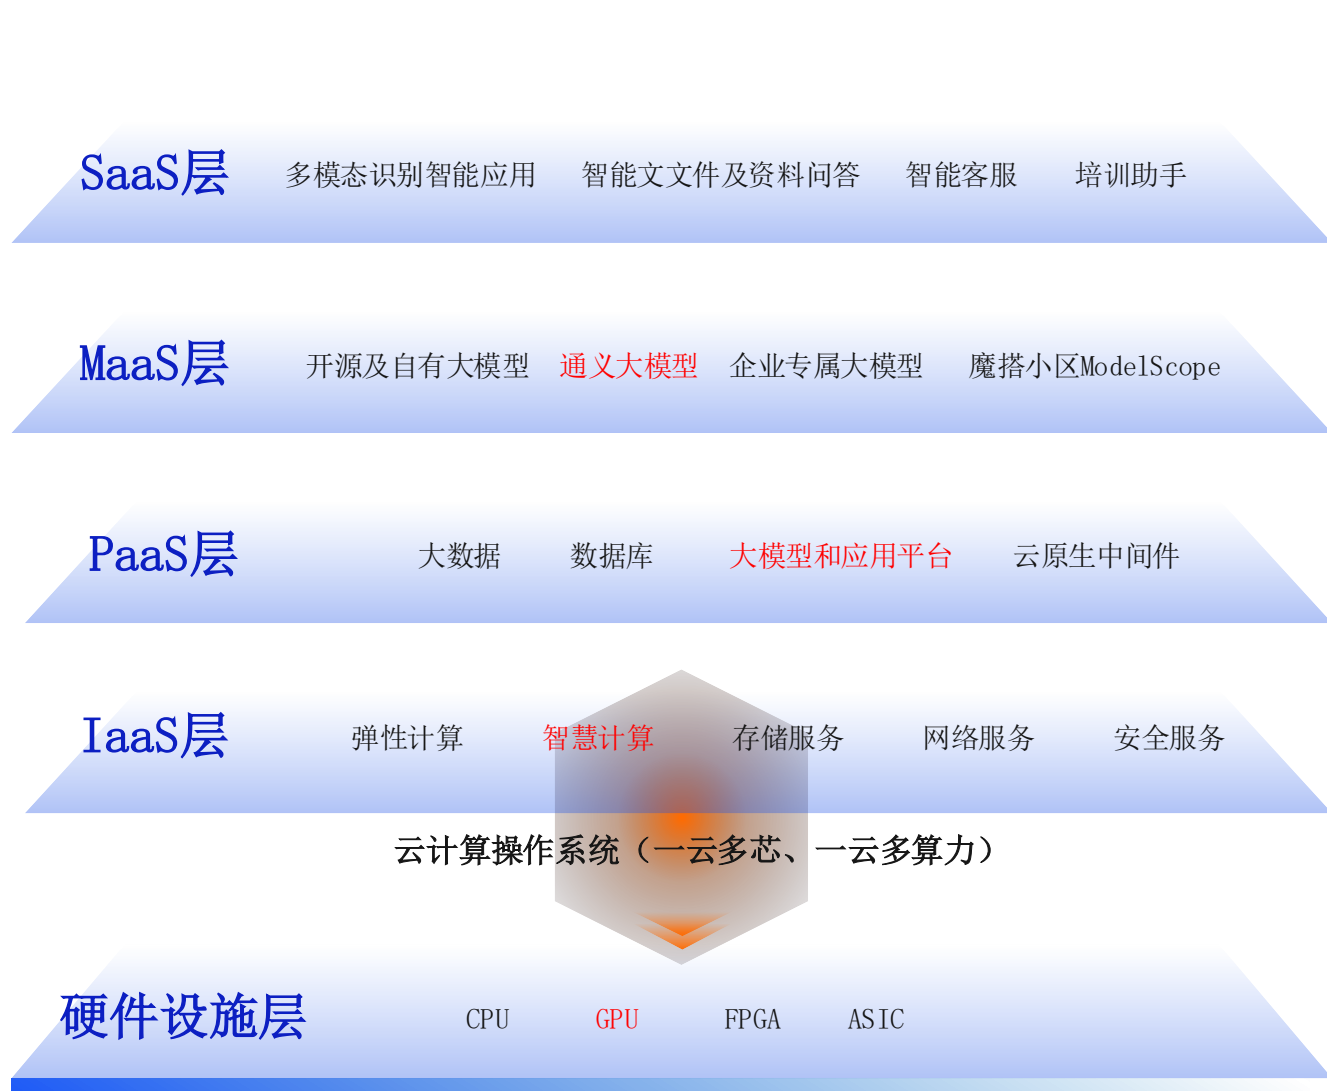 SaaS层 多模态识别智能应用 智能文文件及资料问答 智能客服 培训助手
MaaS层 开源及自有大模型 通义大模型 企业专属大模型 魔搭小区ModelScope
PaaS层 大数据 数据库 大模型和应用平台 云原生中间件
IaaS层 弹性计算 智慧计算 存储服务 网络服务 安全服务
云计算操作系统（一云多芯、一云多算力）
硬件设施层 CPU GPU FPGA ASIC